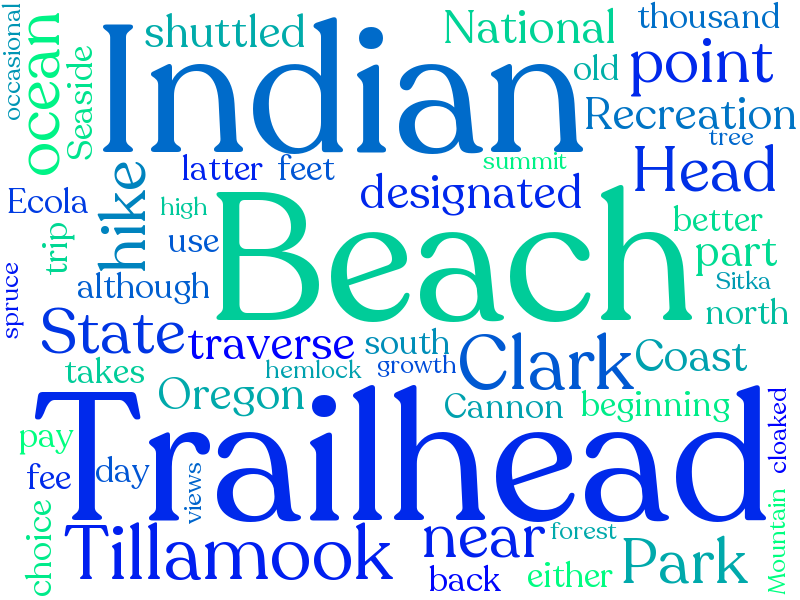 occasional
ocean
Seaside
shuttled
Indian
National
thousand
old
point
Recreation
tree
latter
feet
summit
designated
Head
Ecola
hike
high
use
trip
Beach
better
part
Sitka
although
north
spruce
State
traverse
south
Clark
Coast
takes
hemlock
growth
Oregon
Cannon
beginning
cloaked
Trailhead
pay
fee
day
views
choice
Tillamook
near
forest
Park
back
either
Mountain